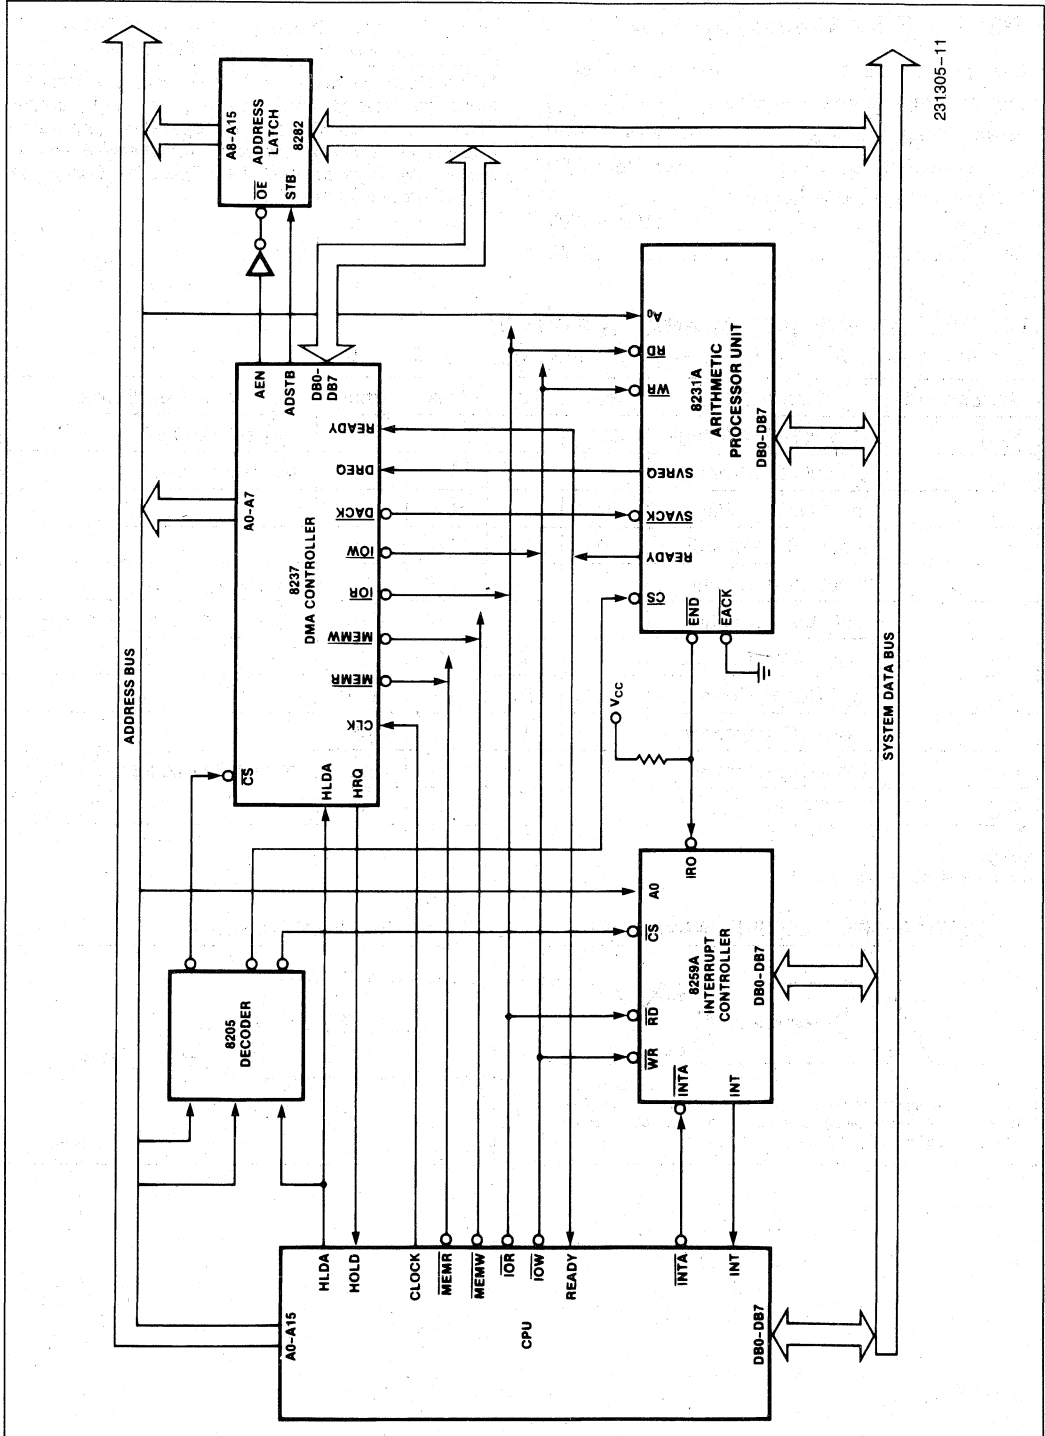 ADDRESS BUS
A8-A15
ADDRESS
LATCH
8282
OE
STB
AEN
ADSTB
DB0-
DB7
READY
DREQ
DACK
IOW
IOR
MEMW
MEMR
CLK
A0-A7
8237
DMA CONTROLLER
CS
HLDA
HRQ
A0
RD
WR
SVREQ
SVACK
READY
CS
8231A
ARITHMETIC
PROCESSOR UNIT
DB0-DB7
END
EACK
VCC
8205
DECODER
IRO
A0
CS
RD
WR
8259A
INTERRUPT
CONTROLLER
DB0-DB7
INTA
INT
A0-A15
HLDA
HOLD
CLOCK
MEMR
MEMW
IOR
IOW
READY
INTA
INT
CPU
DB0-DB7
SYSTEM DATA BUS
231305-11